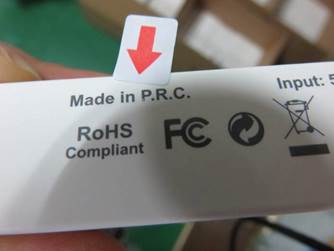 Made in P.R.C.
Input: 5
RoHS
Compliant
FC